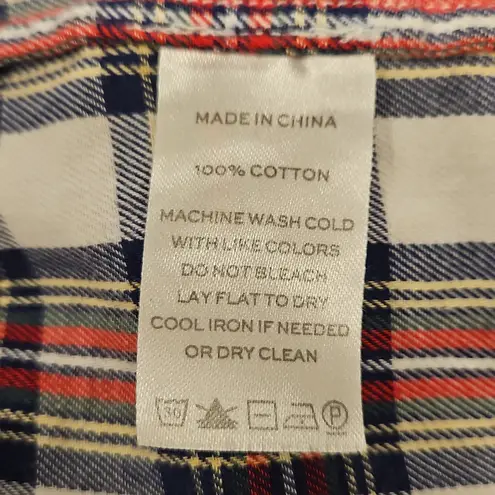 MADE IN CHINA
100% COTTON
MACHINE WASH COLD
WITH LIKE COLORS
DO NOT BLEACH
LAY FLAT TO DRY
COOL IRON IF NEEDED
OR DRY CLEAN
30 P